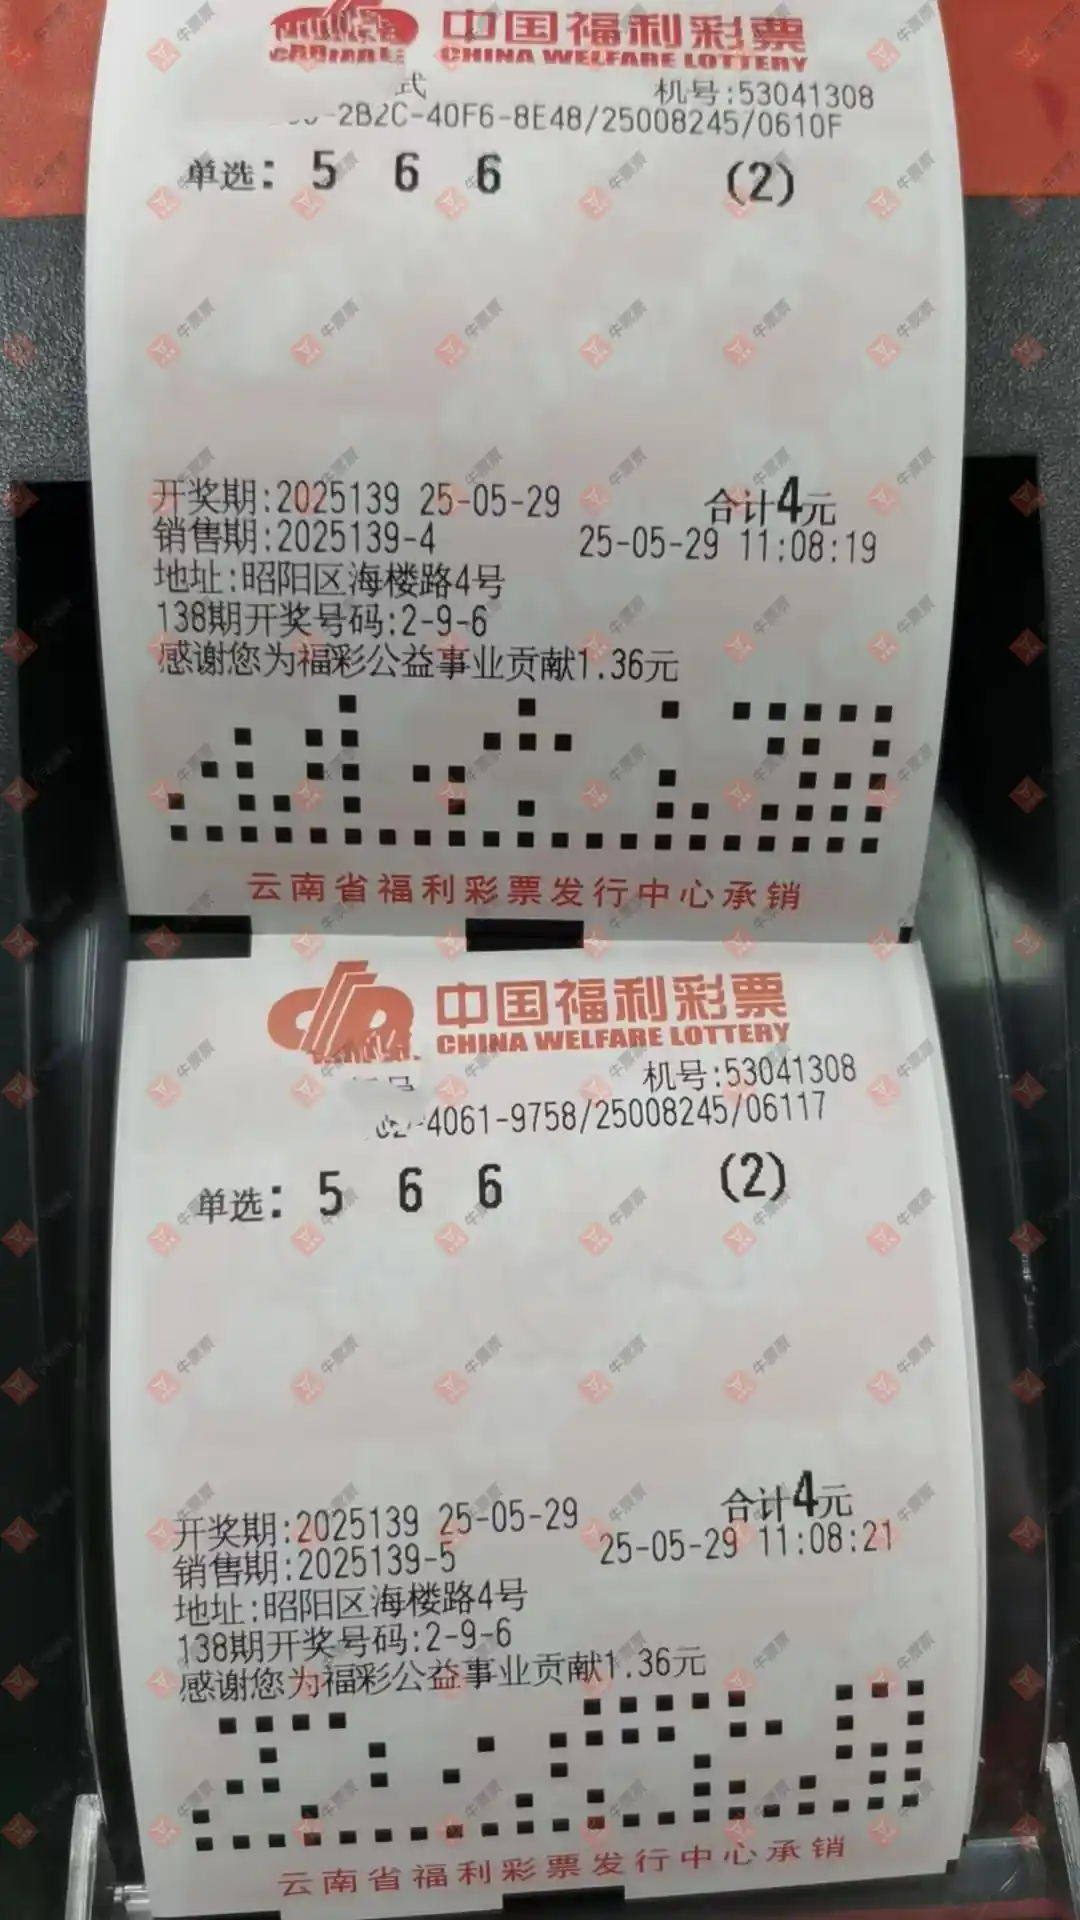 中国福利彩票
CHINA WELFARE LOTTERY
式
机号:53041308
-2B2C-40F6-8E48/25008245/0610F
单选: 5 6 6 (2)
开奖期:2025139 25-05-29 合计4元
销售期:2025139-4 25-05-29 11:08:19
地址:昭阳区海楼路4号
138期开奖号码:2-9-6
感谢您为福彩公益事业贡献1.36元
云南省福利彩票发行中心承销
中国福利彩票
CHINA WELFARE LOTTERY
机号:53041308
-4061-9758/25008245/06117
单选: 5 6 6 (2)
开奖期:2025139 25-05-29 合计4元
销售期:2025139-5 25-05-29 11:08:21
地址:昭阳区海楼路4号
138期开奖号码:2-9-6
感谢您为福彩公益事业贡献1.36元
云南省福利彩票发行中心承销
牛票票